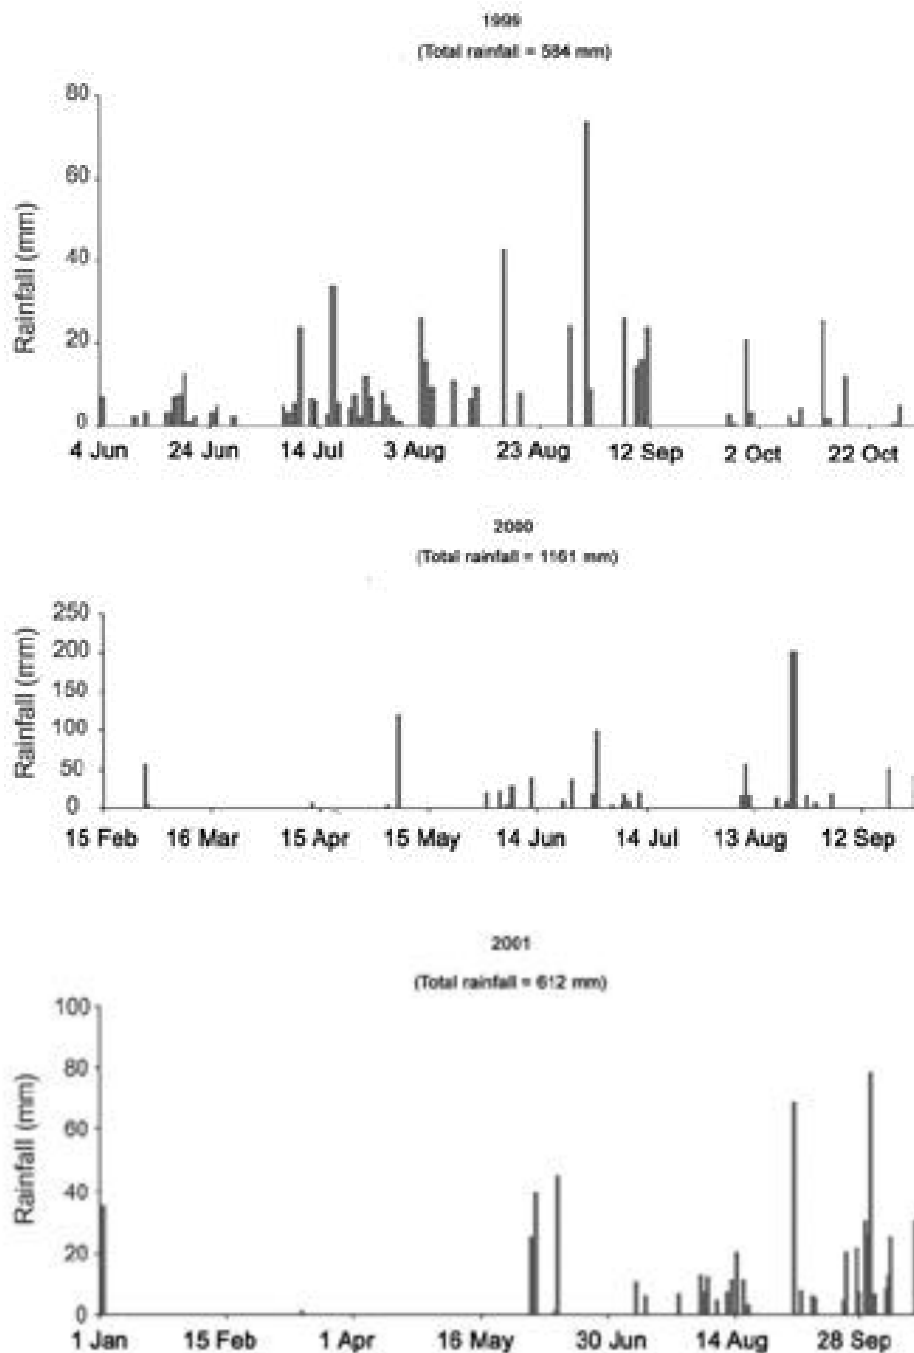 1999
(Total rainfall = 584 mm)
80
60
40
20
0
Rainfall (mm)
4 Jun 24 Jun 14 Jul 3 Aug 23 Aug 12 Sep 2 Oct 22 Oct
2000
(Total rainfall = 1161 mm)
250
200
150
100
50
0
Rainfall (mm)
15 Feb 16 Mar 15 Apr 15 May 14 Jun 14 Jul 13 Aug 12 Sep
2001
(Total rainfall = 612 mm)
100
80
60
40
20
0
Rainfall (mm)
1 Jan 15 Feb 1 Apr 16 May 30 Jun 14 Aug 28 Sep